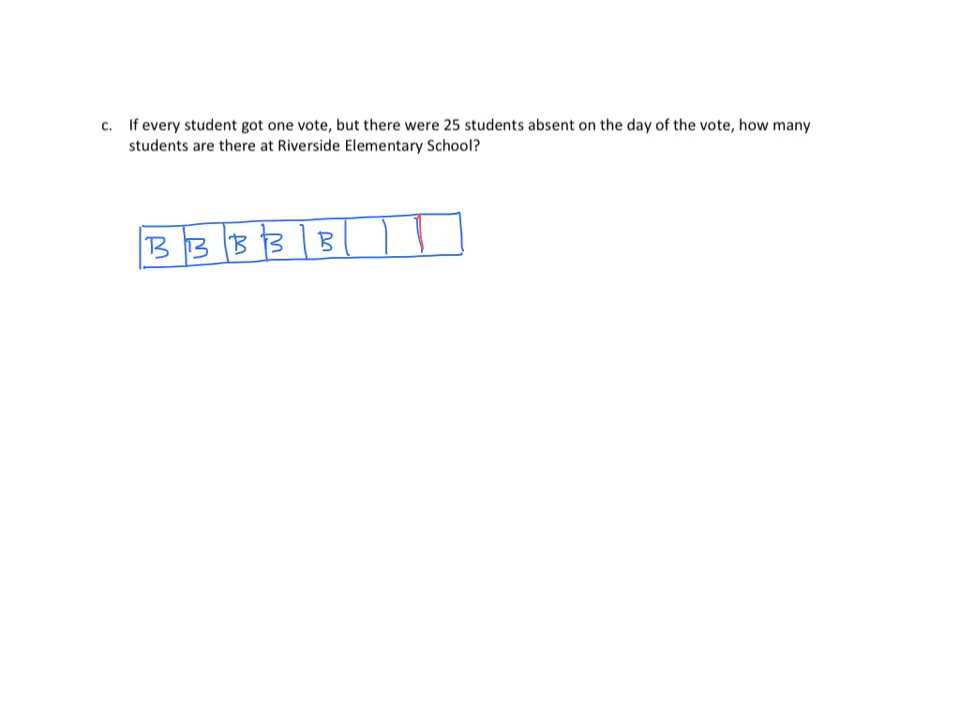 c. If every student got one vote, but there were 25 students absent on the day of the vote, how many
students are there at Riverside Elementary School?
B B B B B